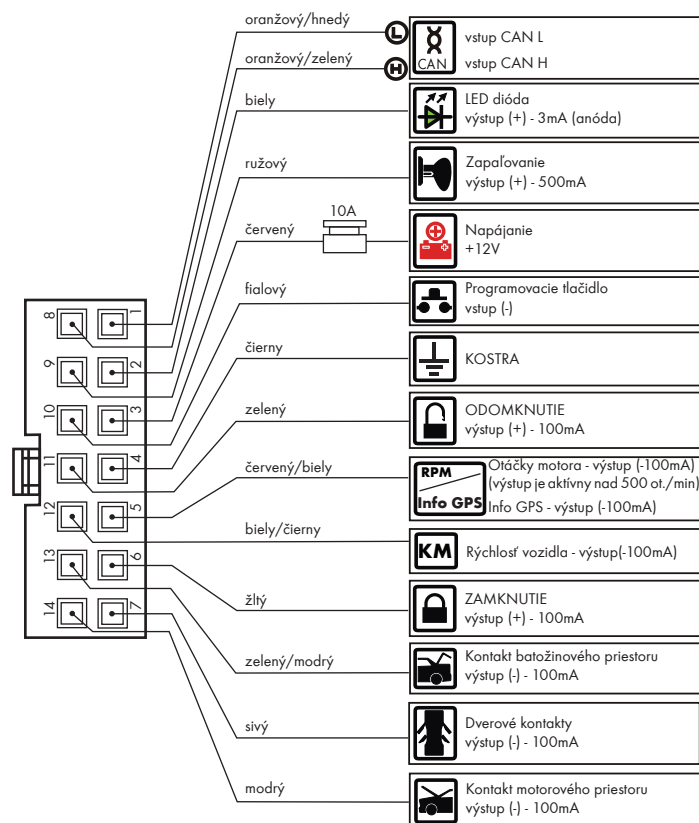 oranžový/hnedý
L
vstup CAN L
oranžový/zelený
H
CAN
vstup CAN H
biely
LED dióda
výstup (+) - 3mA (anóda)
ružový
Zapaľovanie
výstup (+) - 500mA
červený
10A
Napájanie
+12V
fialový
Programovacie tlačidlo
vstup (-)
čierny
KOSTRA
zelený
ODOMKNUTIE
výstup (+) - 100mA
červený/biely
RPM
Info GPS
Otáčky motora - výstup (-100mA)
(výstup je aktívny nad 500 ot./min)
Info GPS - výstup (-100mA)
biely/čierny
KM
Rýchlosť vozidla - výstup(-100mA)
žltý
ZAMKNUTIE
výstup (+) - 100mA
zelený/modrý
Kontakt batožinového priestoru
výstup (-) - 100mA
sivý
Dverové kontakty
výstup (-) - 100mA
modrý
Kontakt motorového priestoru
výstup (-) - 100mA
8 1
9 2
10 3
11 4
12 5
13 6
14 7